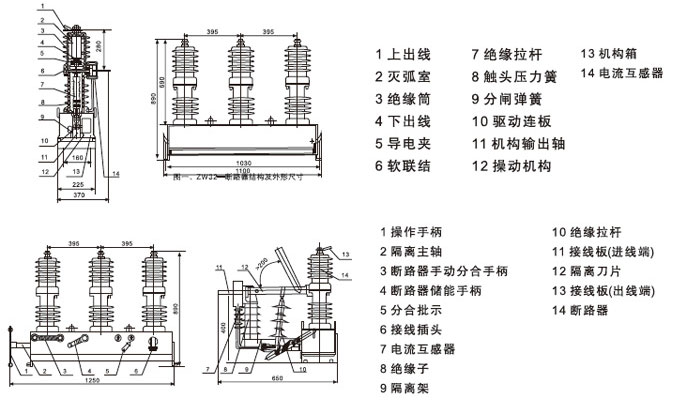 1
2
3
4
5
6
7
8
9
10
11
12
13
14
280
160
225
370
395
395
690
890
1030
1100
图一、ZW32—断路器结构及外形尺寸
1 上出线
2 灭弧室
3 绝缘筒
4 下出线
5 导电夹
6 软联结
7 绝缘拉杆
8 触头压力簧
9 分闸弹簧
10 驱动连板
11 机构输出轴
12 操动机构
13 机构箱
14 电流互感器
395
395
890
1
2
3
4
5
6
1250
11
12
>200
13
14
400
7
8
9
10
650
1 操作手柄
2 隔离主轴
3 断路器手动分合手柄
4 断路器储能手柄
5 分合批示
6 接线插头
7 电流互感器
8 绝缘子
9 隔离架
10 绝缘拉杆
11 接线板(进线端)
12 隔离刀片
13 接线板(出线端)
14 断路器